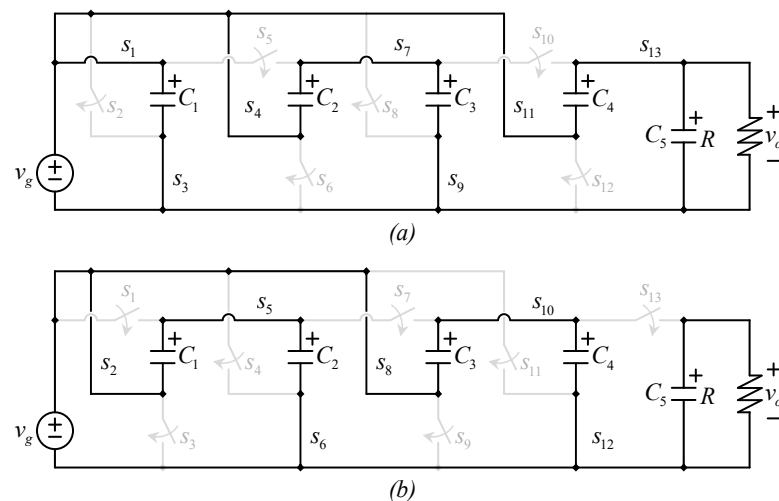 s1 s5 s7 s10 s13
+ + + + + +
s2 C1 s4 C2 s8 C3 s11 C4 C5 R vo
vg + − s3 s6 s9 s12 −
(a)
s1 s5 s7 s10 s13
+ + + + + +
s2 C1 s4 C2 s8 C3 s11 C4 C5 R vo
vg + − s3 s6 s9 s12 −
(b)